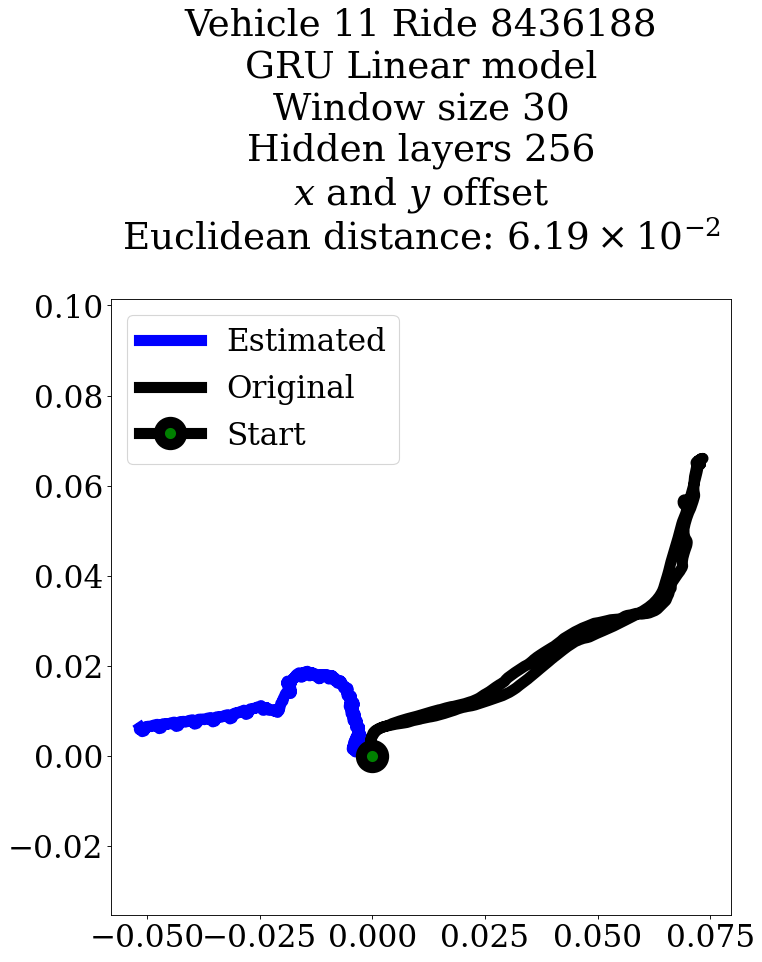 Vehicle 11 Ride 8436188
GRU Linear model
Window size 30
Hidden layers 256
x and y offset
Euclidean distance: 6.19 × 10⁻²
Estimated
Original
Start
0.10
0.08
0.06
0.04
0.02
0.00
−0.02
−0.050 −0.025 0.000 0.025 0.050 0.075